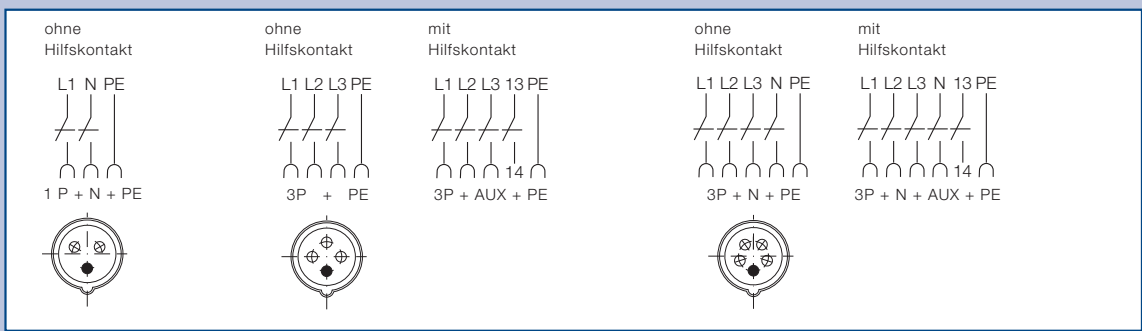 ohne
Hilfskontakt
L1 N PE
1 P + N + PE
ohne
Hilfskontakt
L1 L2 L3 PE
3P + PE
mit
Hilfskontakt
L1 L2 L3 13 PE
14
3P + AUX + PE
ohne
Hilfskontakt
L1 L2 L3 N PE
3P + N + PE
mit
Hilfskontakt
L1 L2 L3 N 13 PE
14
3P + N + AUX + PE